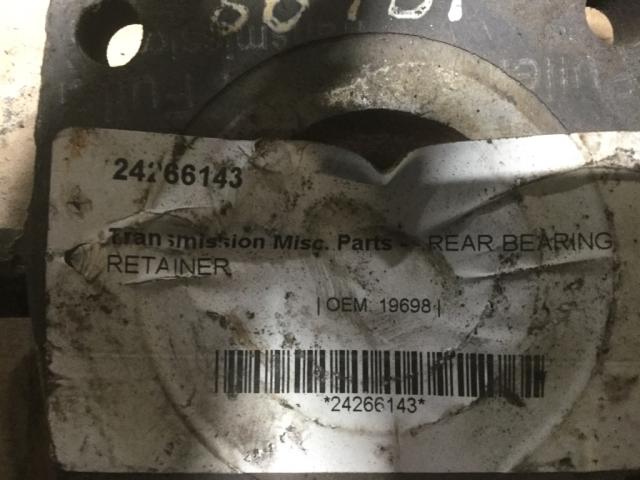 24266143
Transmission Misc. Parts - REAR BEARING
RETAINER
| OEM: 19698 |
*24266143*